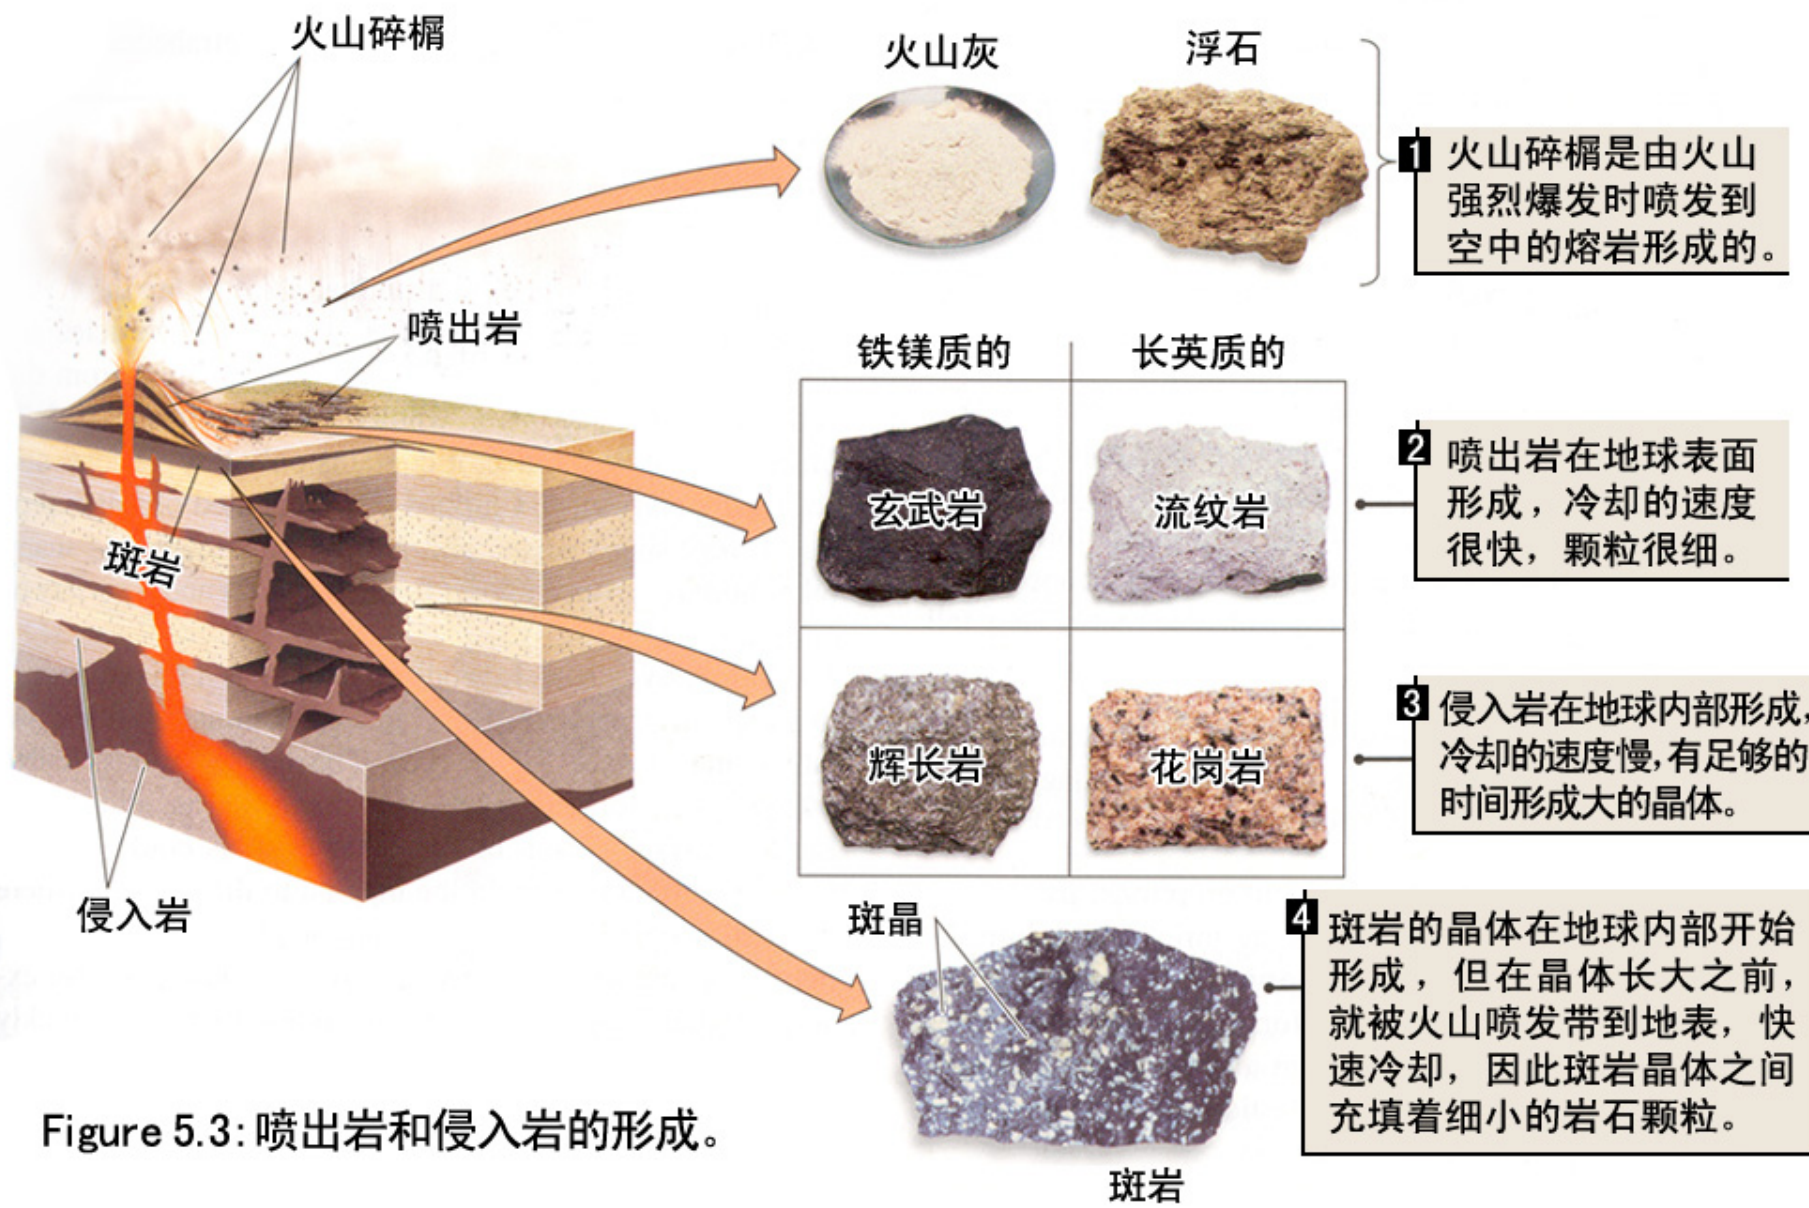 火山碎榍
火山灰
浮石
1 火山碎榍是由火山
强烈爆发时喷发到
空中的熔岩形成的。
喷出岩
铁镁质的
长英质的
玄武岩
流纹岩
2 喷出岩在地球表面
形成，冷却的速度
很快，颗粒很细。
斑岩
辉长岩
花岗岩
3 侵入岩在地球内部形成，
冷却的速度慢，有足够的
时间形成大的晶体。
侵入岩
斑晶
4 斑岩的晶体在地球内部开始
形成，但在晶体长大之前，
就被火山喷发带到地表，快
速冷却，因此斑岩晶体之间
充填着细小的岩石颗粒。
斑岩
Figure 5.3：喷出岩和侵入岩的形成。